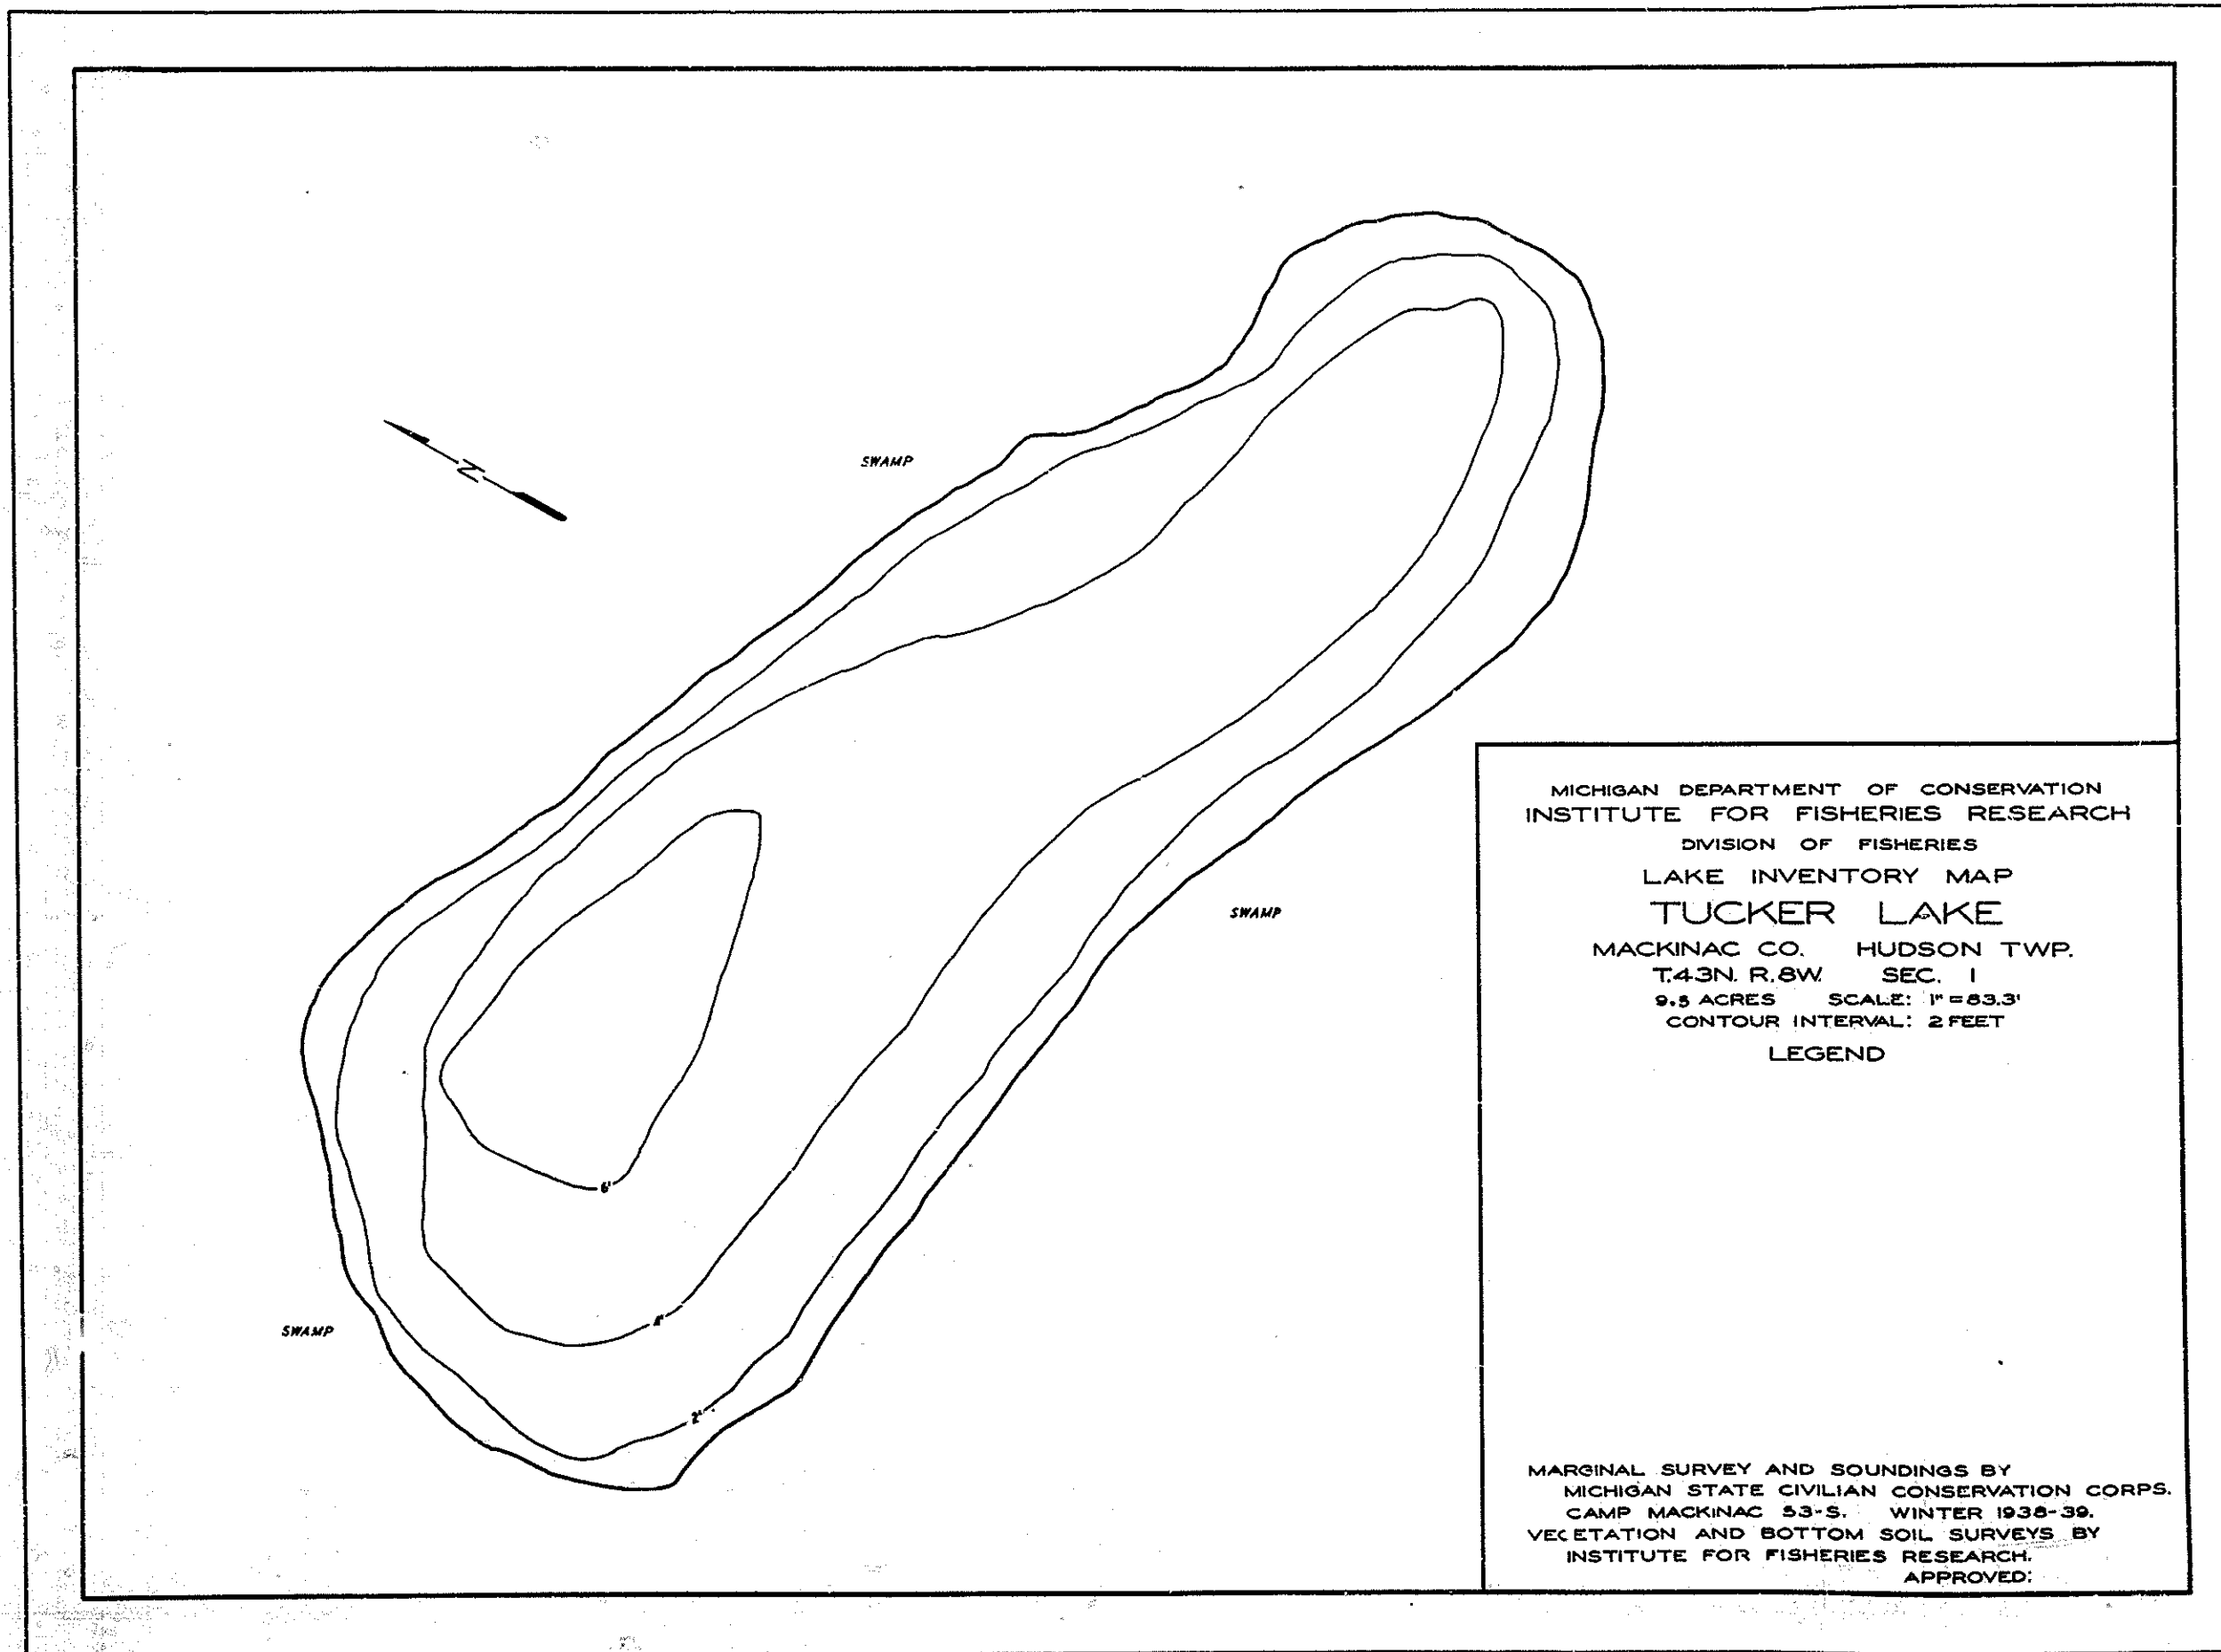 N
SWAMP
SWAMP
6'
4'
2'
SWAMP
MICHIGAN DEPARTMENT OF CONSERVATION
INSTITUTE FOR FISHERIES RESEARCH
DIVISION OF FISHERIES
LAKE INVENTORY MAP
TUCKER LAKE
MACKINAC CO. HUDSON TWP.
T.43N. R.8W. SEC. 1
9.5 ACRES SCALE: 1" = 83.3'
CONTOUR INTERVAL: 2 FEET
LEGEND
MARGINAL SURVEY AND SOUNDINGS BY
MICHIGAN STATE CIVILIAN CONSERVATION CORPS.
CAMP MACKINAC 53-S. WINTER 1938-39.
VEGETATION AND BOTTOM SOIL SURVEYS BY
INSTITUTE FOR FISHERIES RESEARCH.
APPROVED: